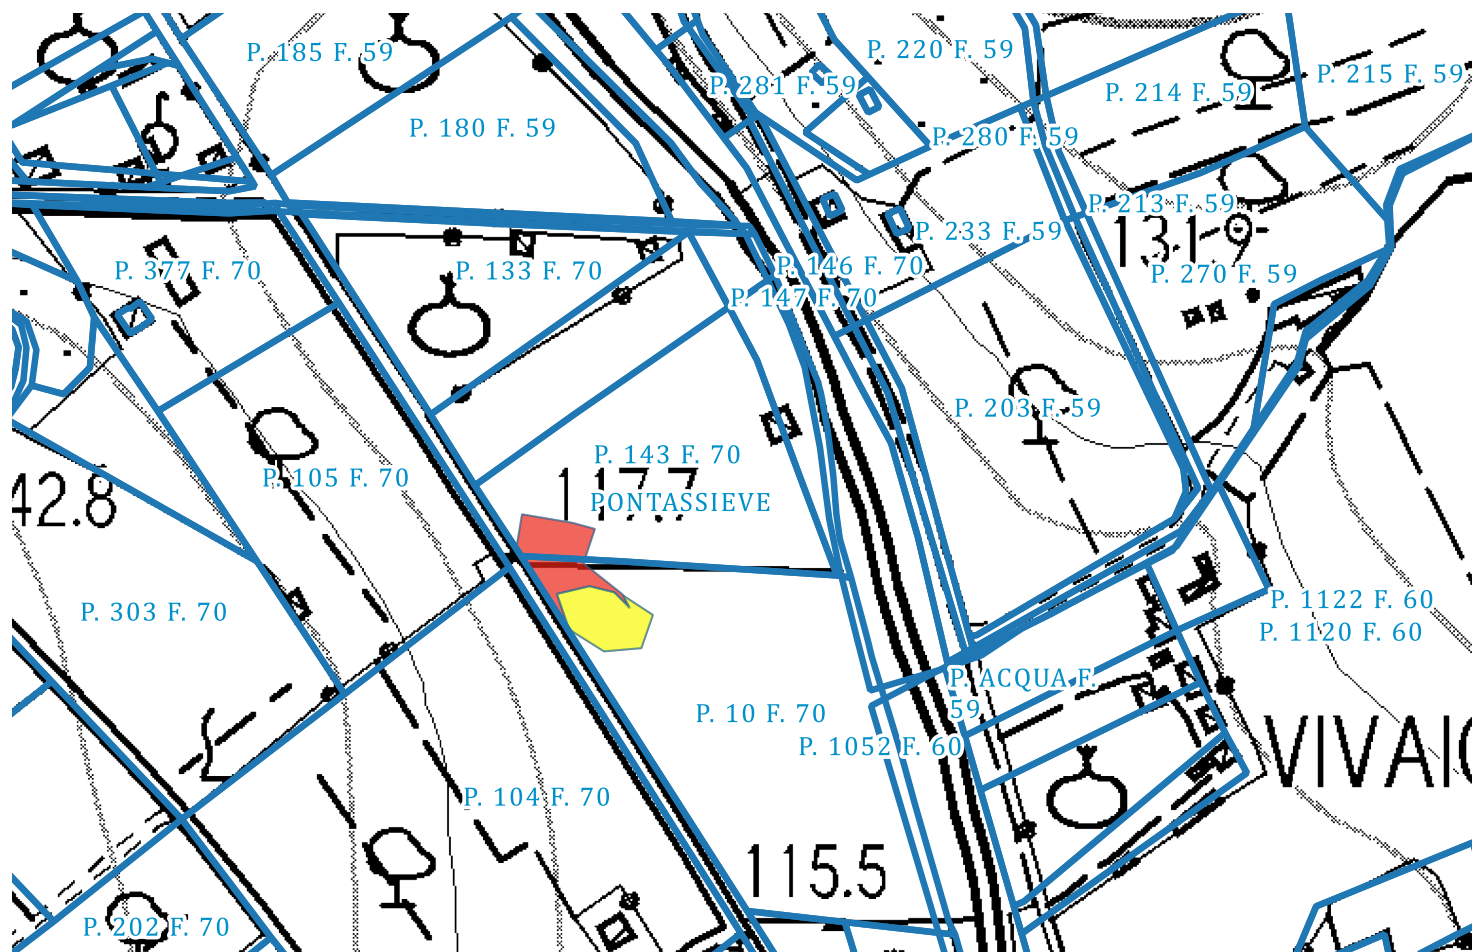 P. 185 F. 59
P. 220 F. 59
P. 215 F. 59
P. 281 F. 59
P. 214 F. 59
P. 180 F. 59
P. 280 F. 59
P. 213 F. 59
P. 233 F. 59
131.9
P. 377 F. 70
P. 133 F. 70
P. 146 F. 70
P. 270 F. 59
P. 147 F. 70
P. 203 F. 59
P. 143 F. 70
P. 105 F. 70
117.7
PONTASSIEVE
42.8
P. 303 F. 70
P. 1122 F. 60
P. 1120 F. 60
P. ACQUA F.
59
P. 10 F. 70
P. 1052 F. 60
VIVAIO
P. 104 F. 70
115.5
P. 202 F. 70